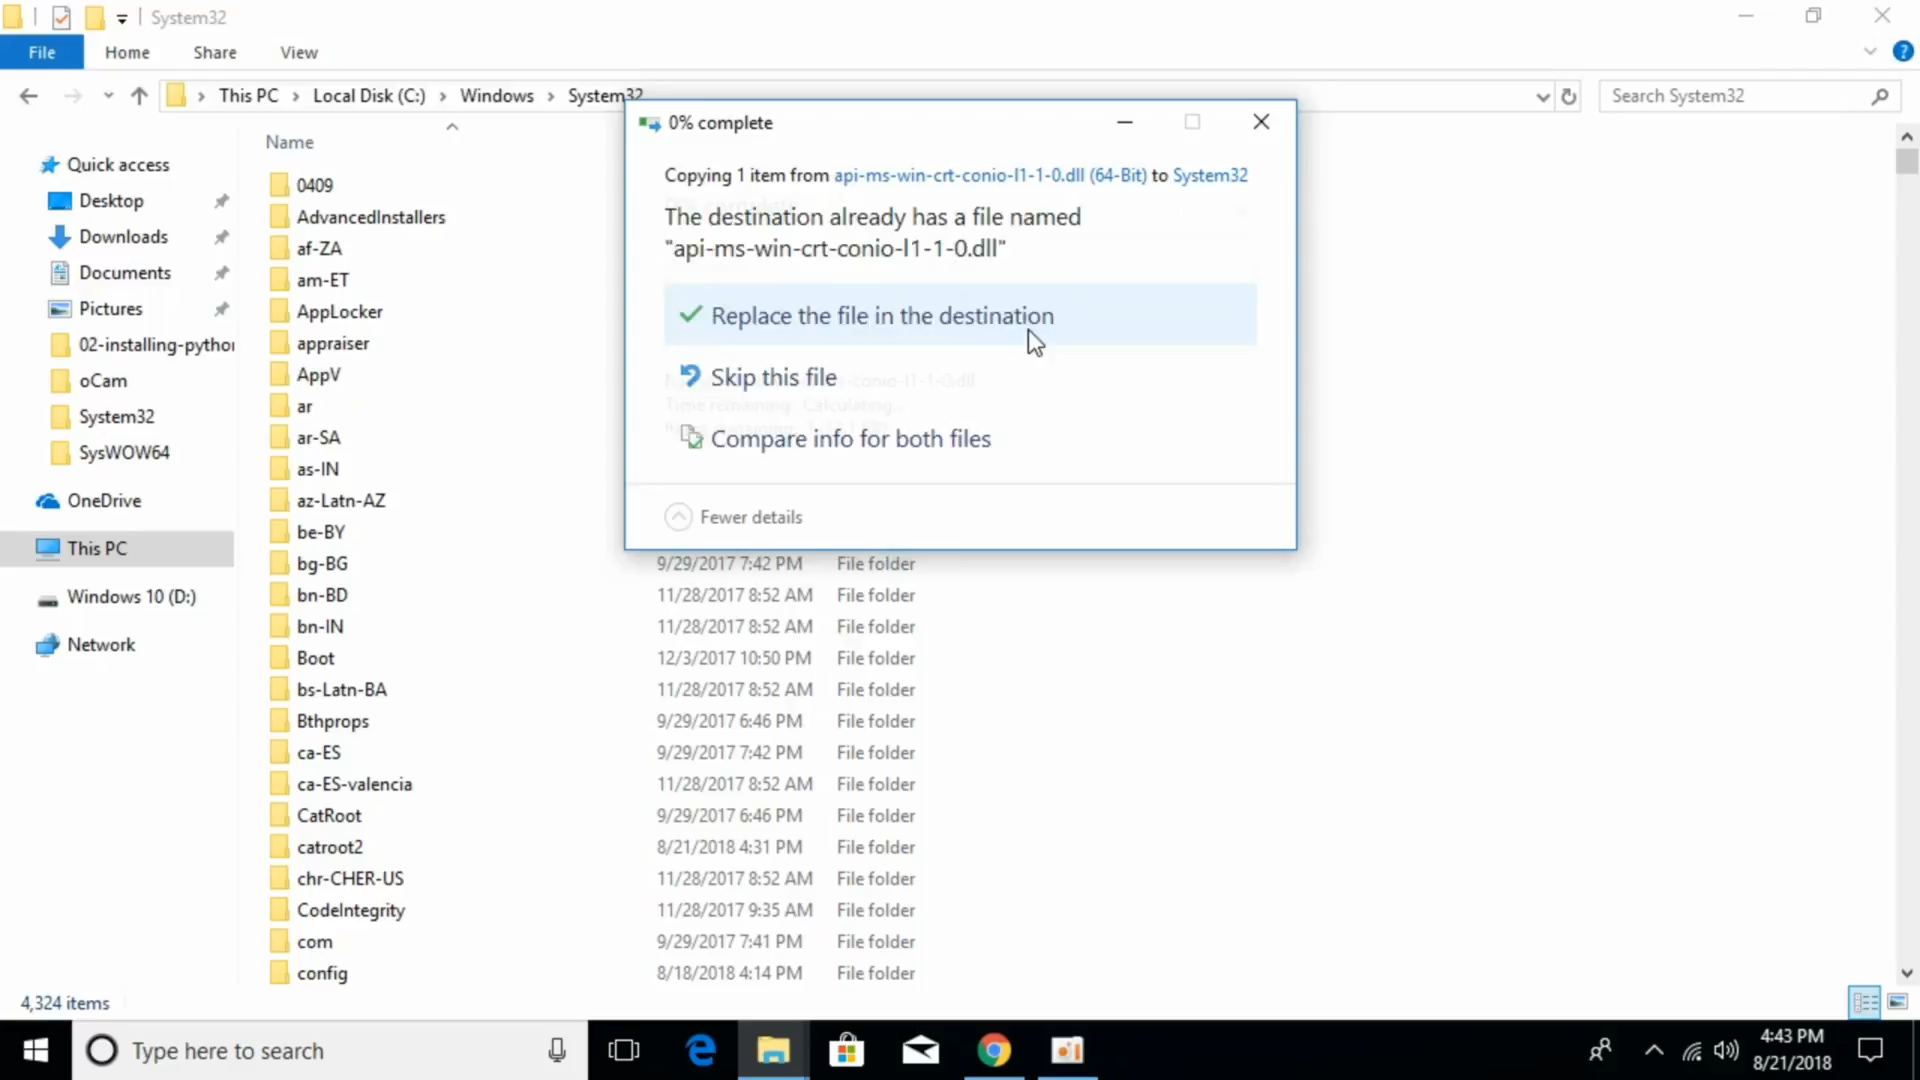 System32
File Home Share View
This PC Local Disk (C:) Windows System32
Search System32
0% complete
Copying 1 item from api-ms-win-crt-conio-l1-1-0.dll (64-Bit) to System32
The destination already has a file named
"api-ms-win-crt-conio-l1-1-0.dll"
Replace the file in the destination
Skip this file
Compare info for both files
Fewer details
Quick access
Desktop
Downloads
Documents
Pictures
02-installing-python
oCam
System32
SysWOW64
OneDrive
This PC
Windows 10 (D:)
Network
Name
0409
AdvancedInstallers
af-ZA
am-ET
AppLocker
appraiser
AppV
ar
ar-SA
as-IN
az-Latn-AZ
be-BY
bg-BG 9/29/2017 7:42 PM File folder
bn-BD 11/28/2017 8:52 AM File folder
bn-IN 11/28/2017 8:52 AM File folder
Boot 12/3/2017 10:50 PM File folder
bs-Latn-BA 11/28/2017 8:52 AM File folder
Bthprops 9/29/2017 6:46 PM File folder
ca-ES 9/29/2017 7:42 PM File folder
ca-ES-valencia 11/28/2017 8:52 AM File folder
CatRoot 9/29/2017 6:46 PM File folder
catroot2 8/21/2018 4:31 PM File folder
chr-CHER-US 11/28/2017 8:52 AM File folder
CodeIntegrity 11/28/2017 9:35 AM File folder
com 9/29/2017 7:41 PM File folder
config 8/18/2018 4:14 PM File folder
4,324 items
Type here to search
4:43 PM
8/21/2018